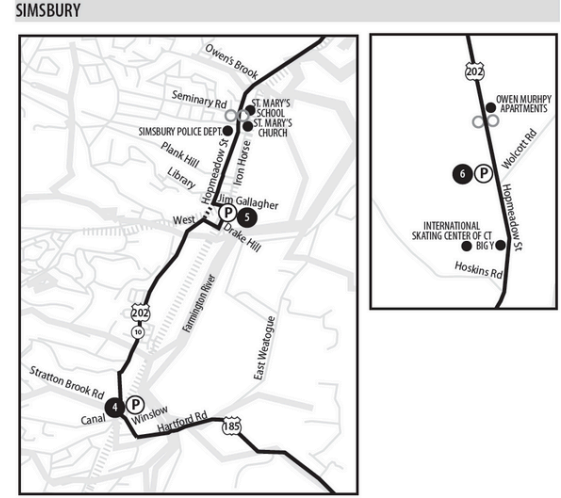 SIMSBURY
Owen's Brook
Seminary Rd
ST. MARY'S
SCHOOL
ST. MARY'S
CHURCH
SIMSBURY POLICE DEPT.
Plank Hill
Library
Hopmeadow St
Iron Horse
Jim Gallagher
P
5
West
Drake Hill
Farmington River
202
10
East Weatogue
Stratton Brook Rd
4
P
Canal
Winslow
Hartford Rd
185
202
OWEN MURHPY
APARTMENTS
Wolcott Rd
6
P
Hopmeadow St
INTERNATIONAL
SKATING CENTER OF CT
BIG Y
Hoskins Rd